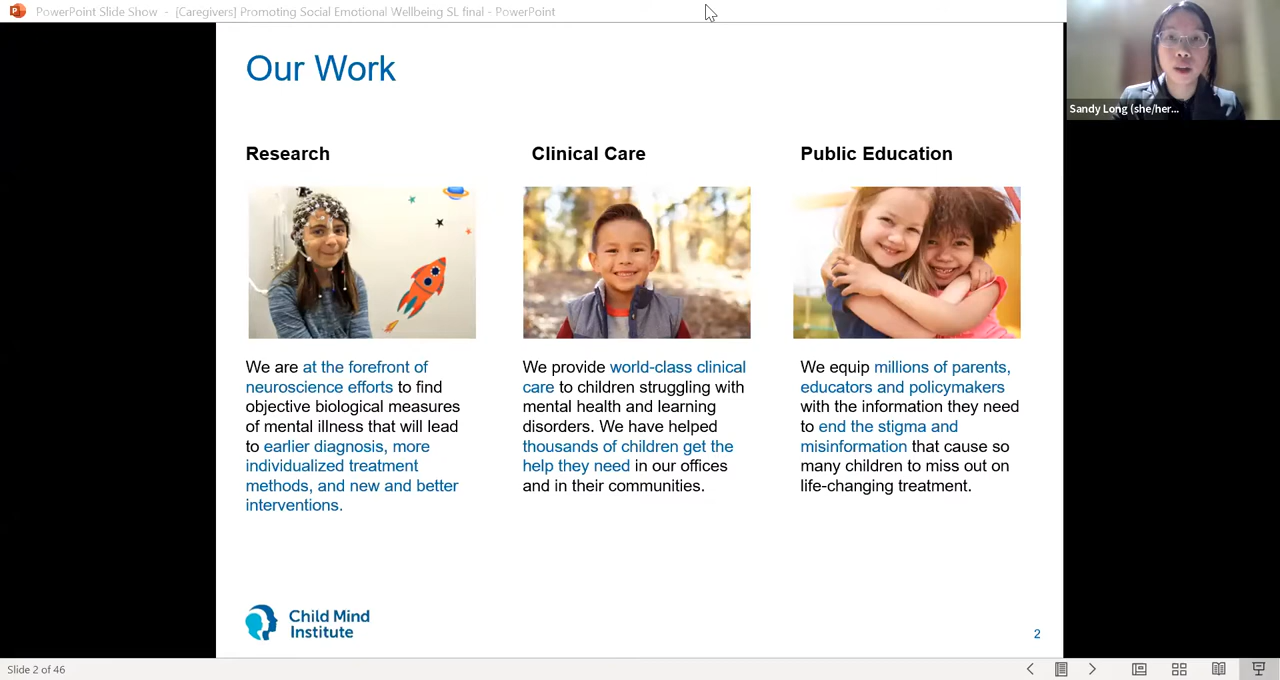 PowerPoint Slide Show - [Caregivers] Promoting Social Emotional Wellbeing SL final - PowerPoint
Sandy Long (she/her...
Our Work
Research
We are at the forefront of
neuroscience efforts to find
objective biological measures
of mental illness that will lead
to earlier diagnosis, more
individualized treatment
methods, and new and better
interventions.
Clinical Care
We provide world-class clinical
care to children struggling with
mental health and learning
disorders. We have helped
thousands of children get the
help they need in our offices
and in their communities.
Public Education
We equip millions of parents,
educators and policymakers
with the information they need
to end the stigma and
misinformation that cause so
many children to miss out on
life-changing treatment.
Child Mind
Institute
2
Slide 2 of 46